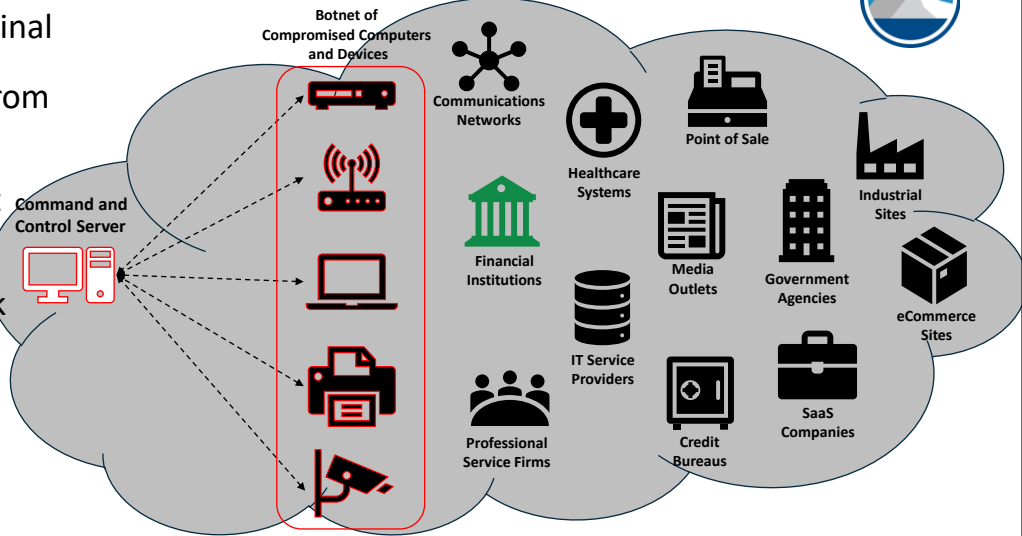 inal
rom
Botnet of
Compromised Computers
and Devices
Command and
Control Server
Communications
Networks
Healthcare
Systems
Point of Sale
Industrial
Sites
Financial
Institutions
Media
Outlets
Government
Agencies
eCommerce
Sites
IT Service
Providers
Professional
Service Firms
Credit
Bureaus
SaaS
Companies